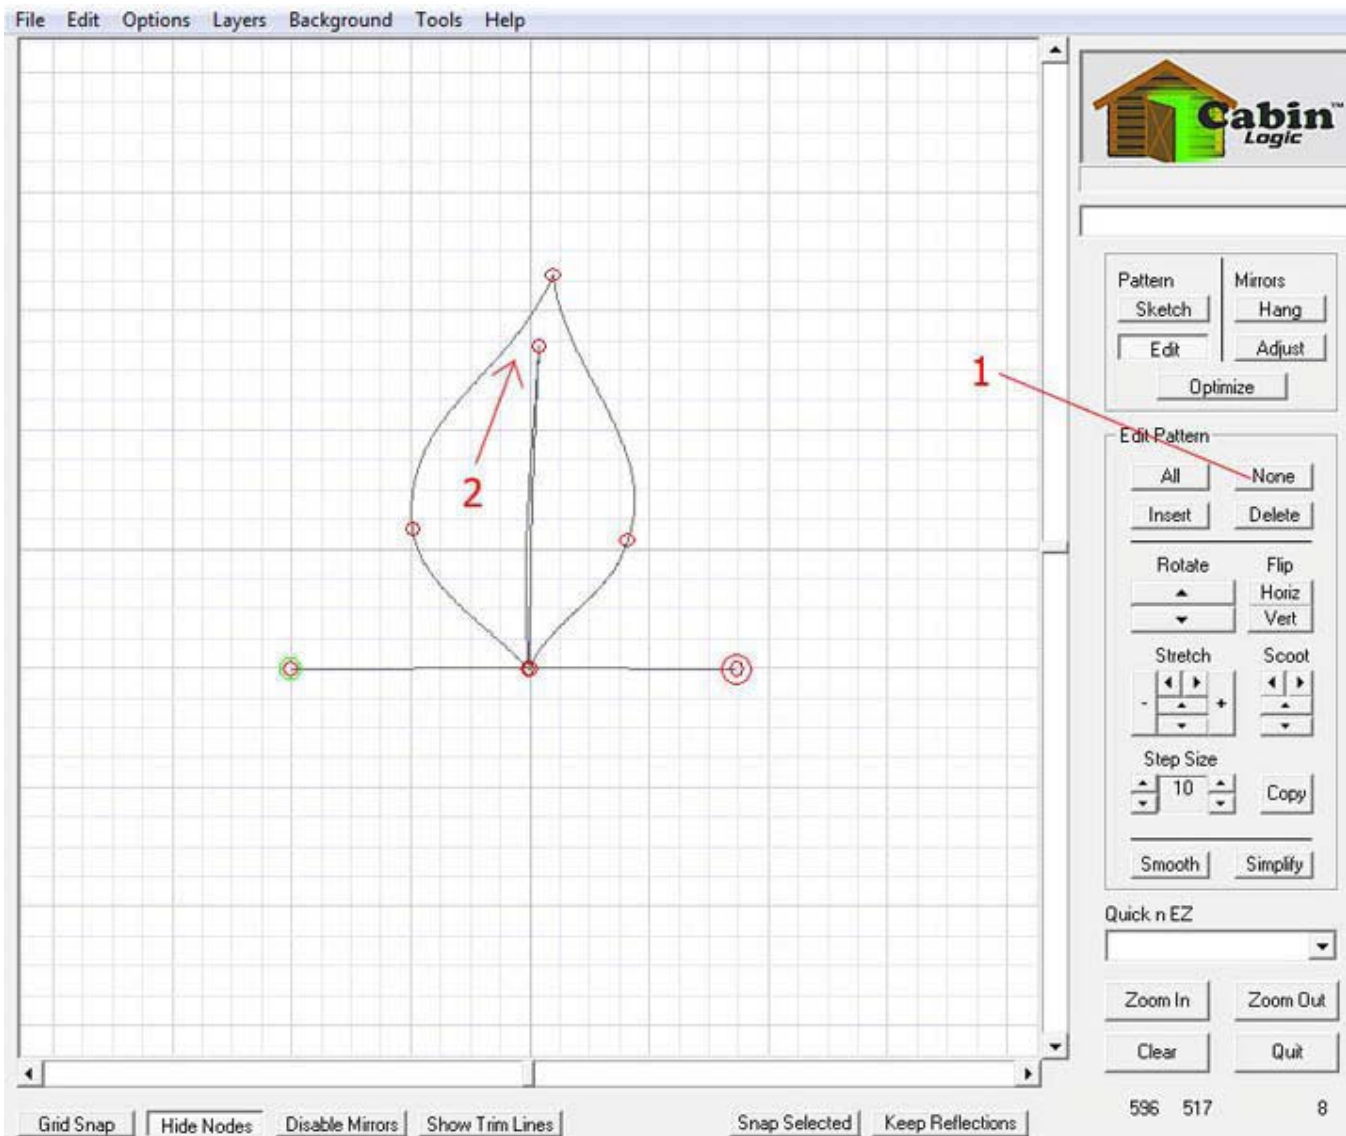 File Edit Options Layers Background Tools Help
Cabin™
Logic
Pattern Mirrors
Sketch Hang
Edit Adjust
Optimize
1
Edit Pattern
All None
Insert Delete
2
Rotate Flip
Horiz
Vert
Stretch Scoot
- +
Step Size
10 Copy
Smooth Simplify
Quick n EZ
Zoom In Zoom Out
Clear Quit
596 517 8
Grid Snap Hide Nodes Disable Mirrors Show Trim Lines Snap Selected Keep Reflections